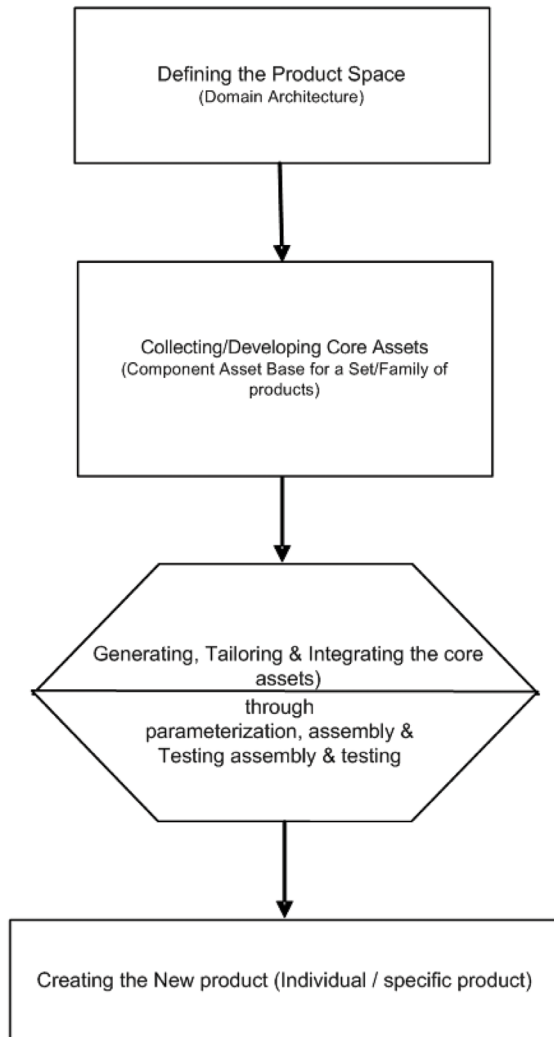 Defining the Product Space
(Domain Architecture)
Collecting/Developing Core Assets
(Component Asset Base for a Set/Family of
products)
Generating, Tailoring & Integrating the core
assets)
through
parameterization, assembly &
Testing assembly & testing
Creating the New product (Individual / specific product)